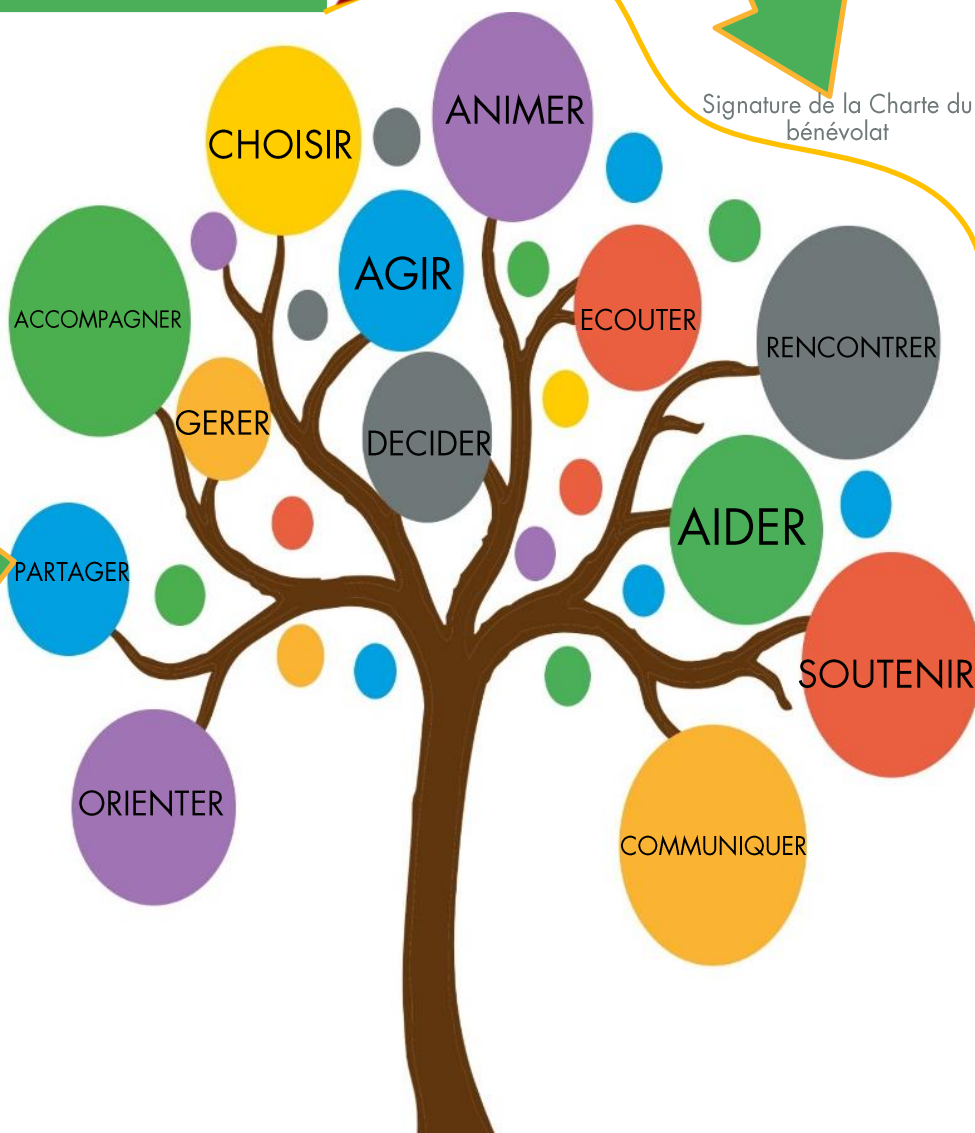 ANIMER
Signature de la Charte du
bénévolat
CHOISIR
AGIR
ACCOMPAGNER
ECOUTER
RENCONTRER
GERER
DECIDER
AIDER
PARTAGER
SOUTENIR
ORIENTER
COMMUNIQUER